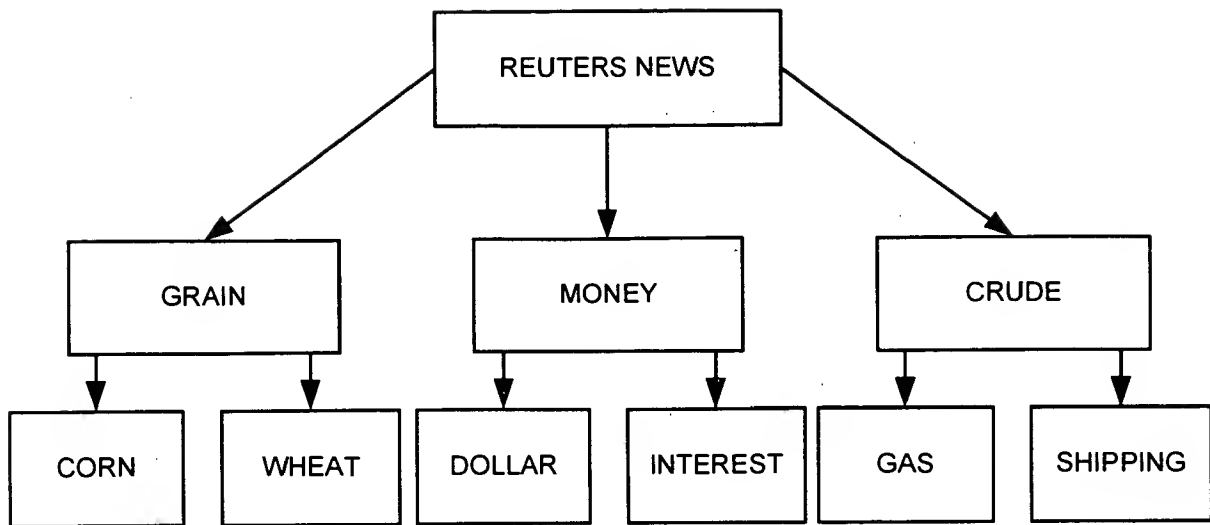 REUTERS NEWS
GRAIN
MONEY
CRUDE
CORN
WHEAT
DOLLAR
INTEREST
GAS
SHIPPING